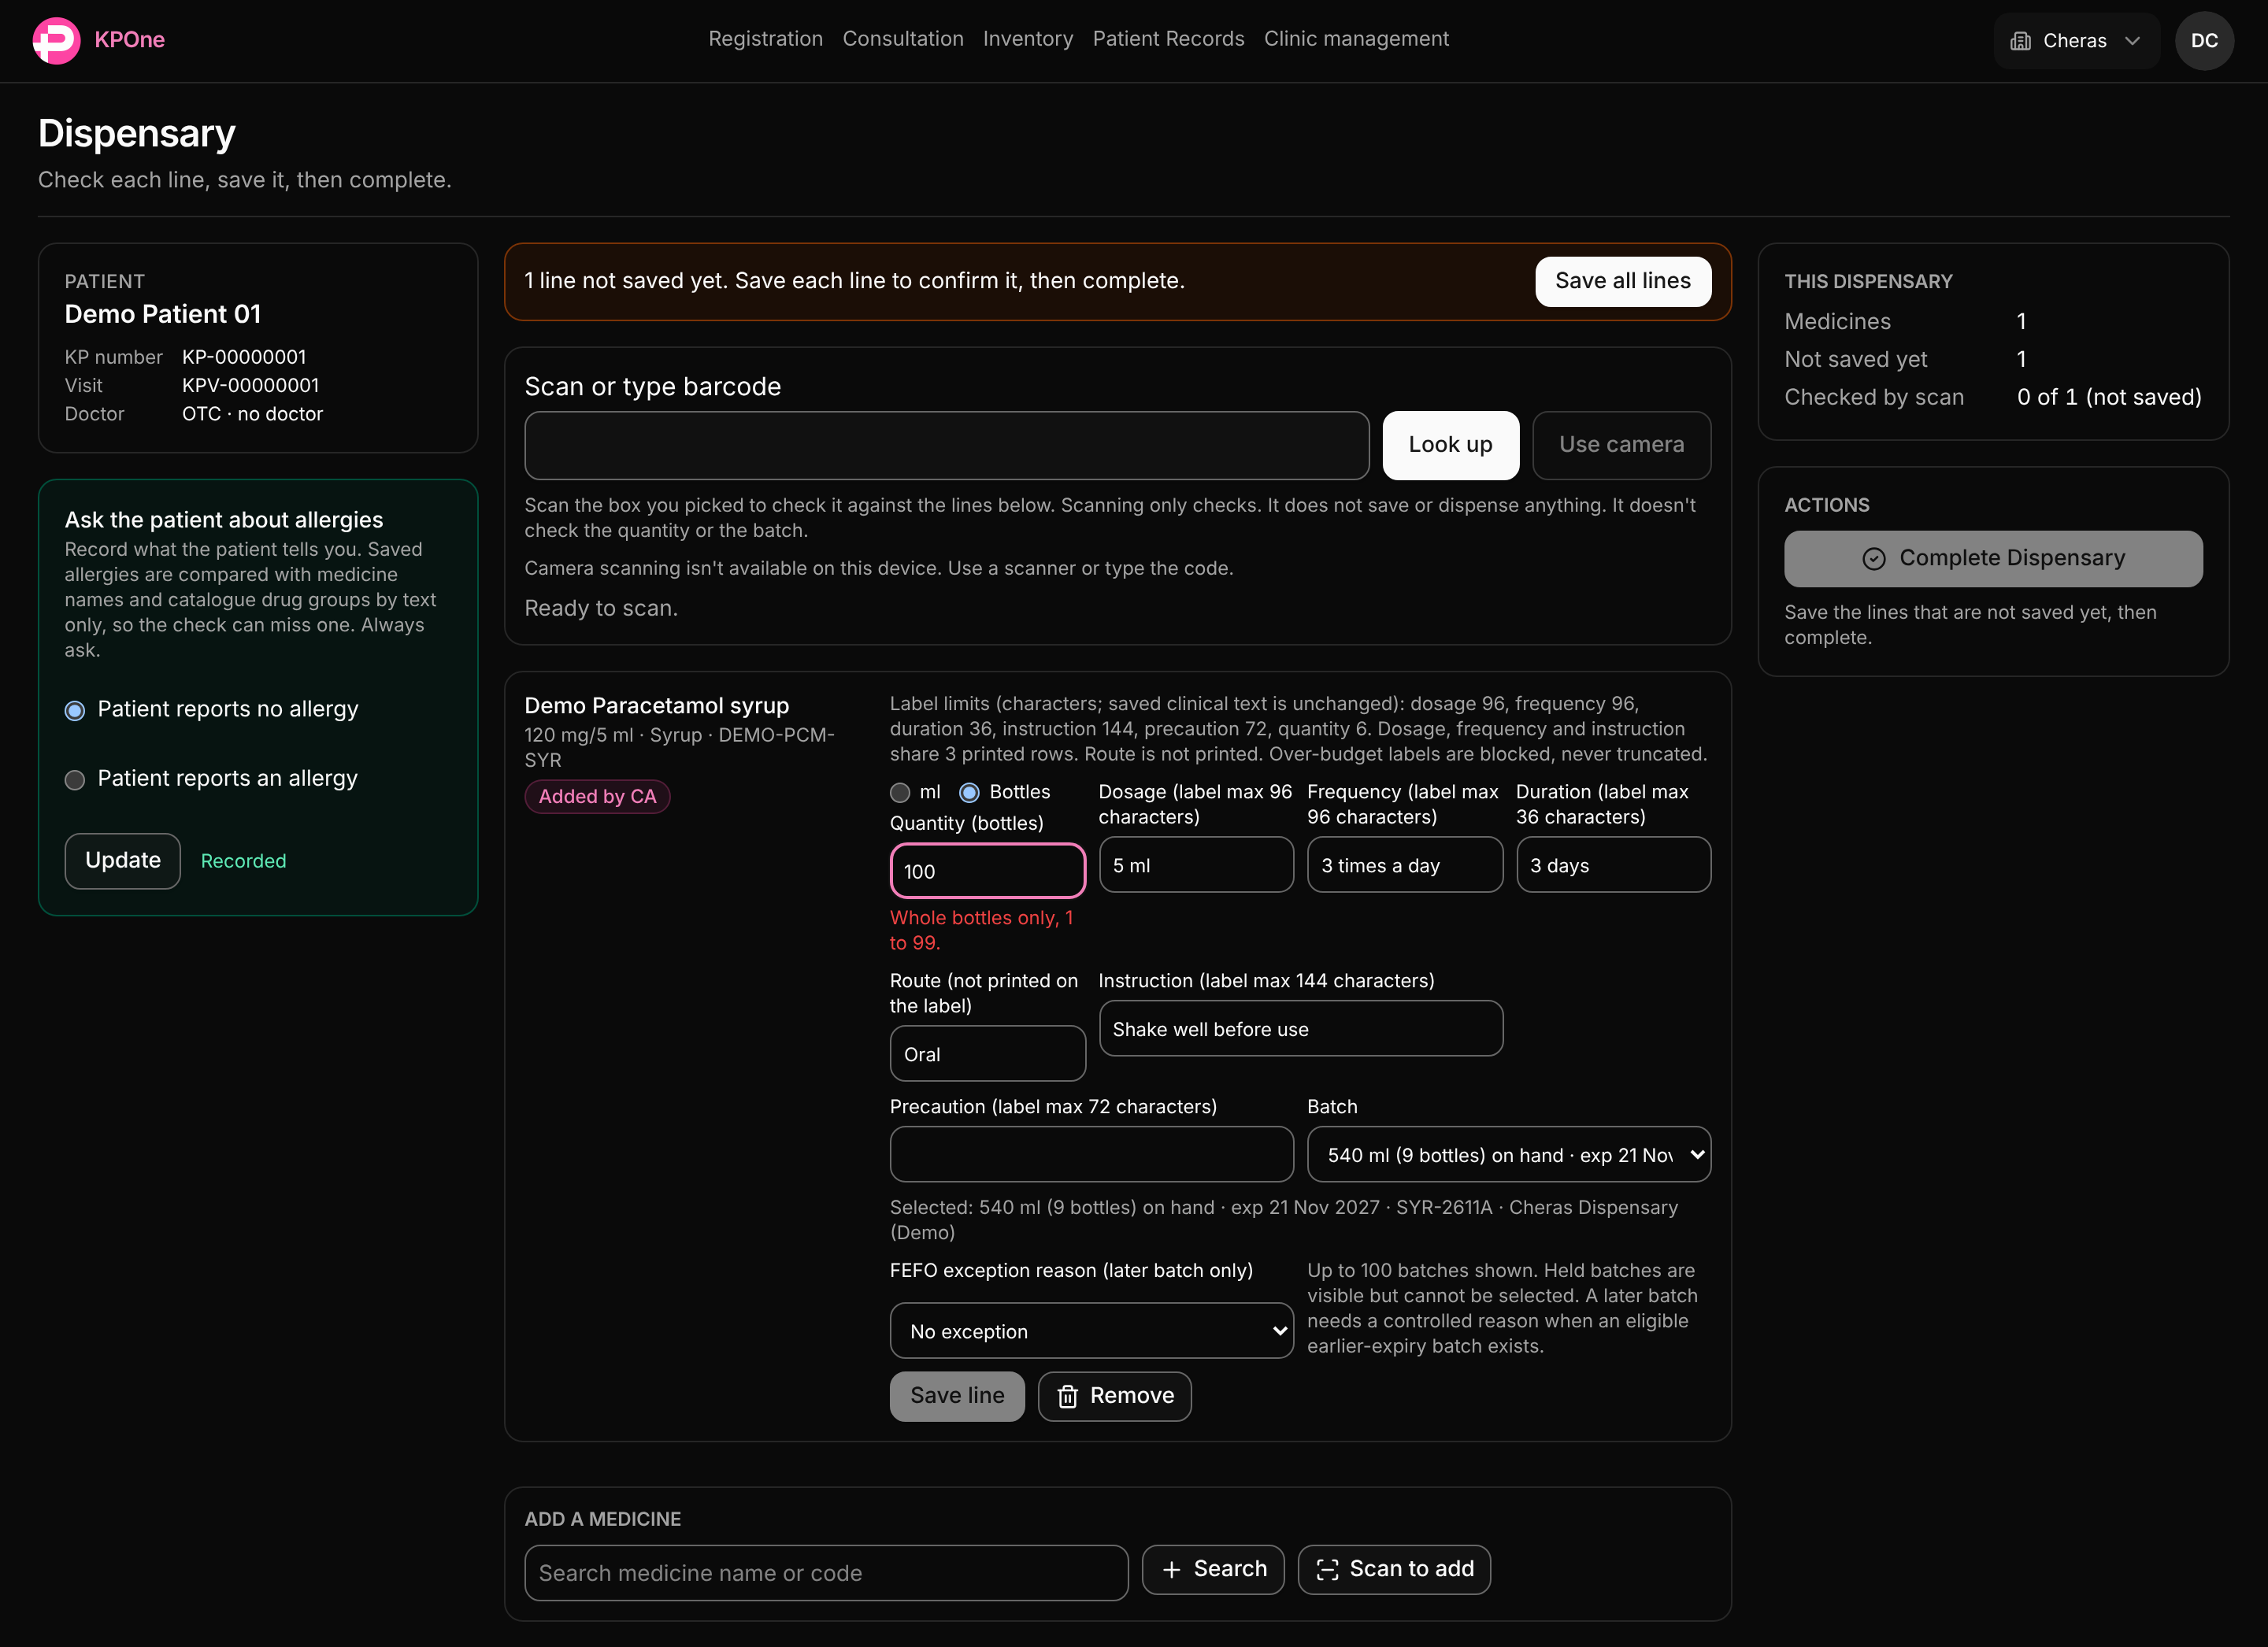 KPOne
Registration Consultation Inventory Patient Records Clinic management
Cheras
DC
Dispensary
Check each line, save it, then complete.
PATIENT
Demo Patient 01
KP number KP-00000001
Visit KPV-00000001
Doctor OTC · no doctor
Ask the patient about allergies
Record what the patient tells you. Saved
allergies are compared with medicine
names and catalogue drug groups by text
only, so the check can miss one. Always
ask.
Patient reports no allergy
Patient reports an allergy
Update Recorded
1 line not saved yet. Save each line to confirm it, then complete.
Save all lines
Scan or type barcode
Look up
Use camera
Scan the box you picked to check it against the lines below. Scanning only checks. It does not save or dispense anything. It doesn't
check the quantity or the batch.
Camera scanning isn't available on this device. Use a scanner or type the code.
Ready to scan.
Demo Paracetamol syrup
120 mg/5 ml · Syrup · DEMO-PCM-
SYR
Added by CA
Label limits (characters; saved clinical text is unchanged): dosage 96, frequency 96,
duration 36, instruction 144, precaution 72, quantity 6. Dosage, frequency and instruction
share 3 printed rows. Route is not printed. Over-budget labels are blocked, never truncated.
ml Bottles
Quantity (bottles)
100
Whole bottles only, 1
to 99.
Dosage (label max 96
characters)
5 ml
Frequency (label max
96 characters)
3 times a day
Duration (label max
36 characters)
3 days
Route (not printed on
the label)
Oral
Instruction (label max 144 characters)
Shake well before use
Precaution (label max 72 characters)
Batch
540 ml (9 bottles) on hand · exp 21 Nov
Selected: 540 ml (9 bottles) on hand · exp 21 Nov 2027 · SYR-2611A · Cheras Dispensary
(Demo)
FEFO exception reason (later batch only)
No exception
Up to 100 batches shown. Held batches are
visible but cannot be selected. A later batch
needs a controlled reason when an eligible
earlier-expiry batch exists.
Save line
Remove
ADD A MEDICINE
Search medicine name or code
Search
Scan to add
THIS DISPENSARY
Medicines 1
Not saved yet 1
Checked by scan 0 of 1 (not saved)
ACTIONS
Complete Dispensary
Save the lines that are not saved yet, then
complete.